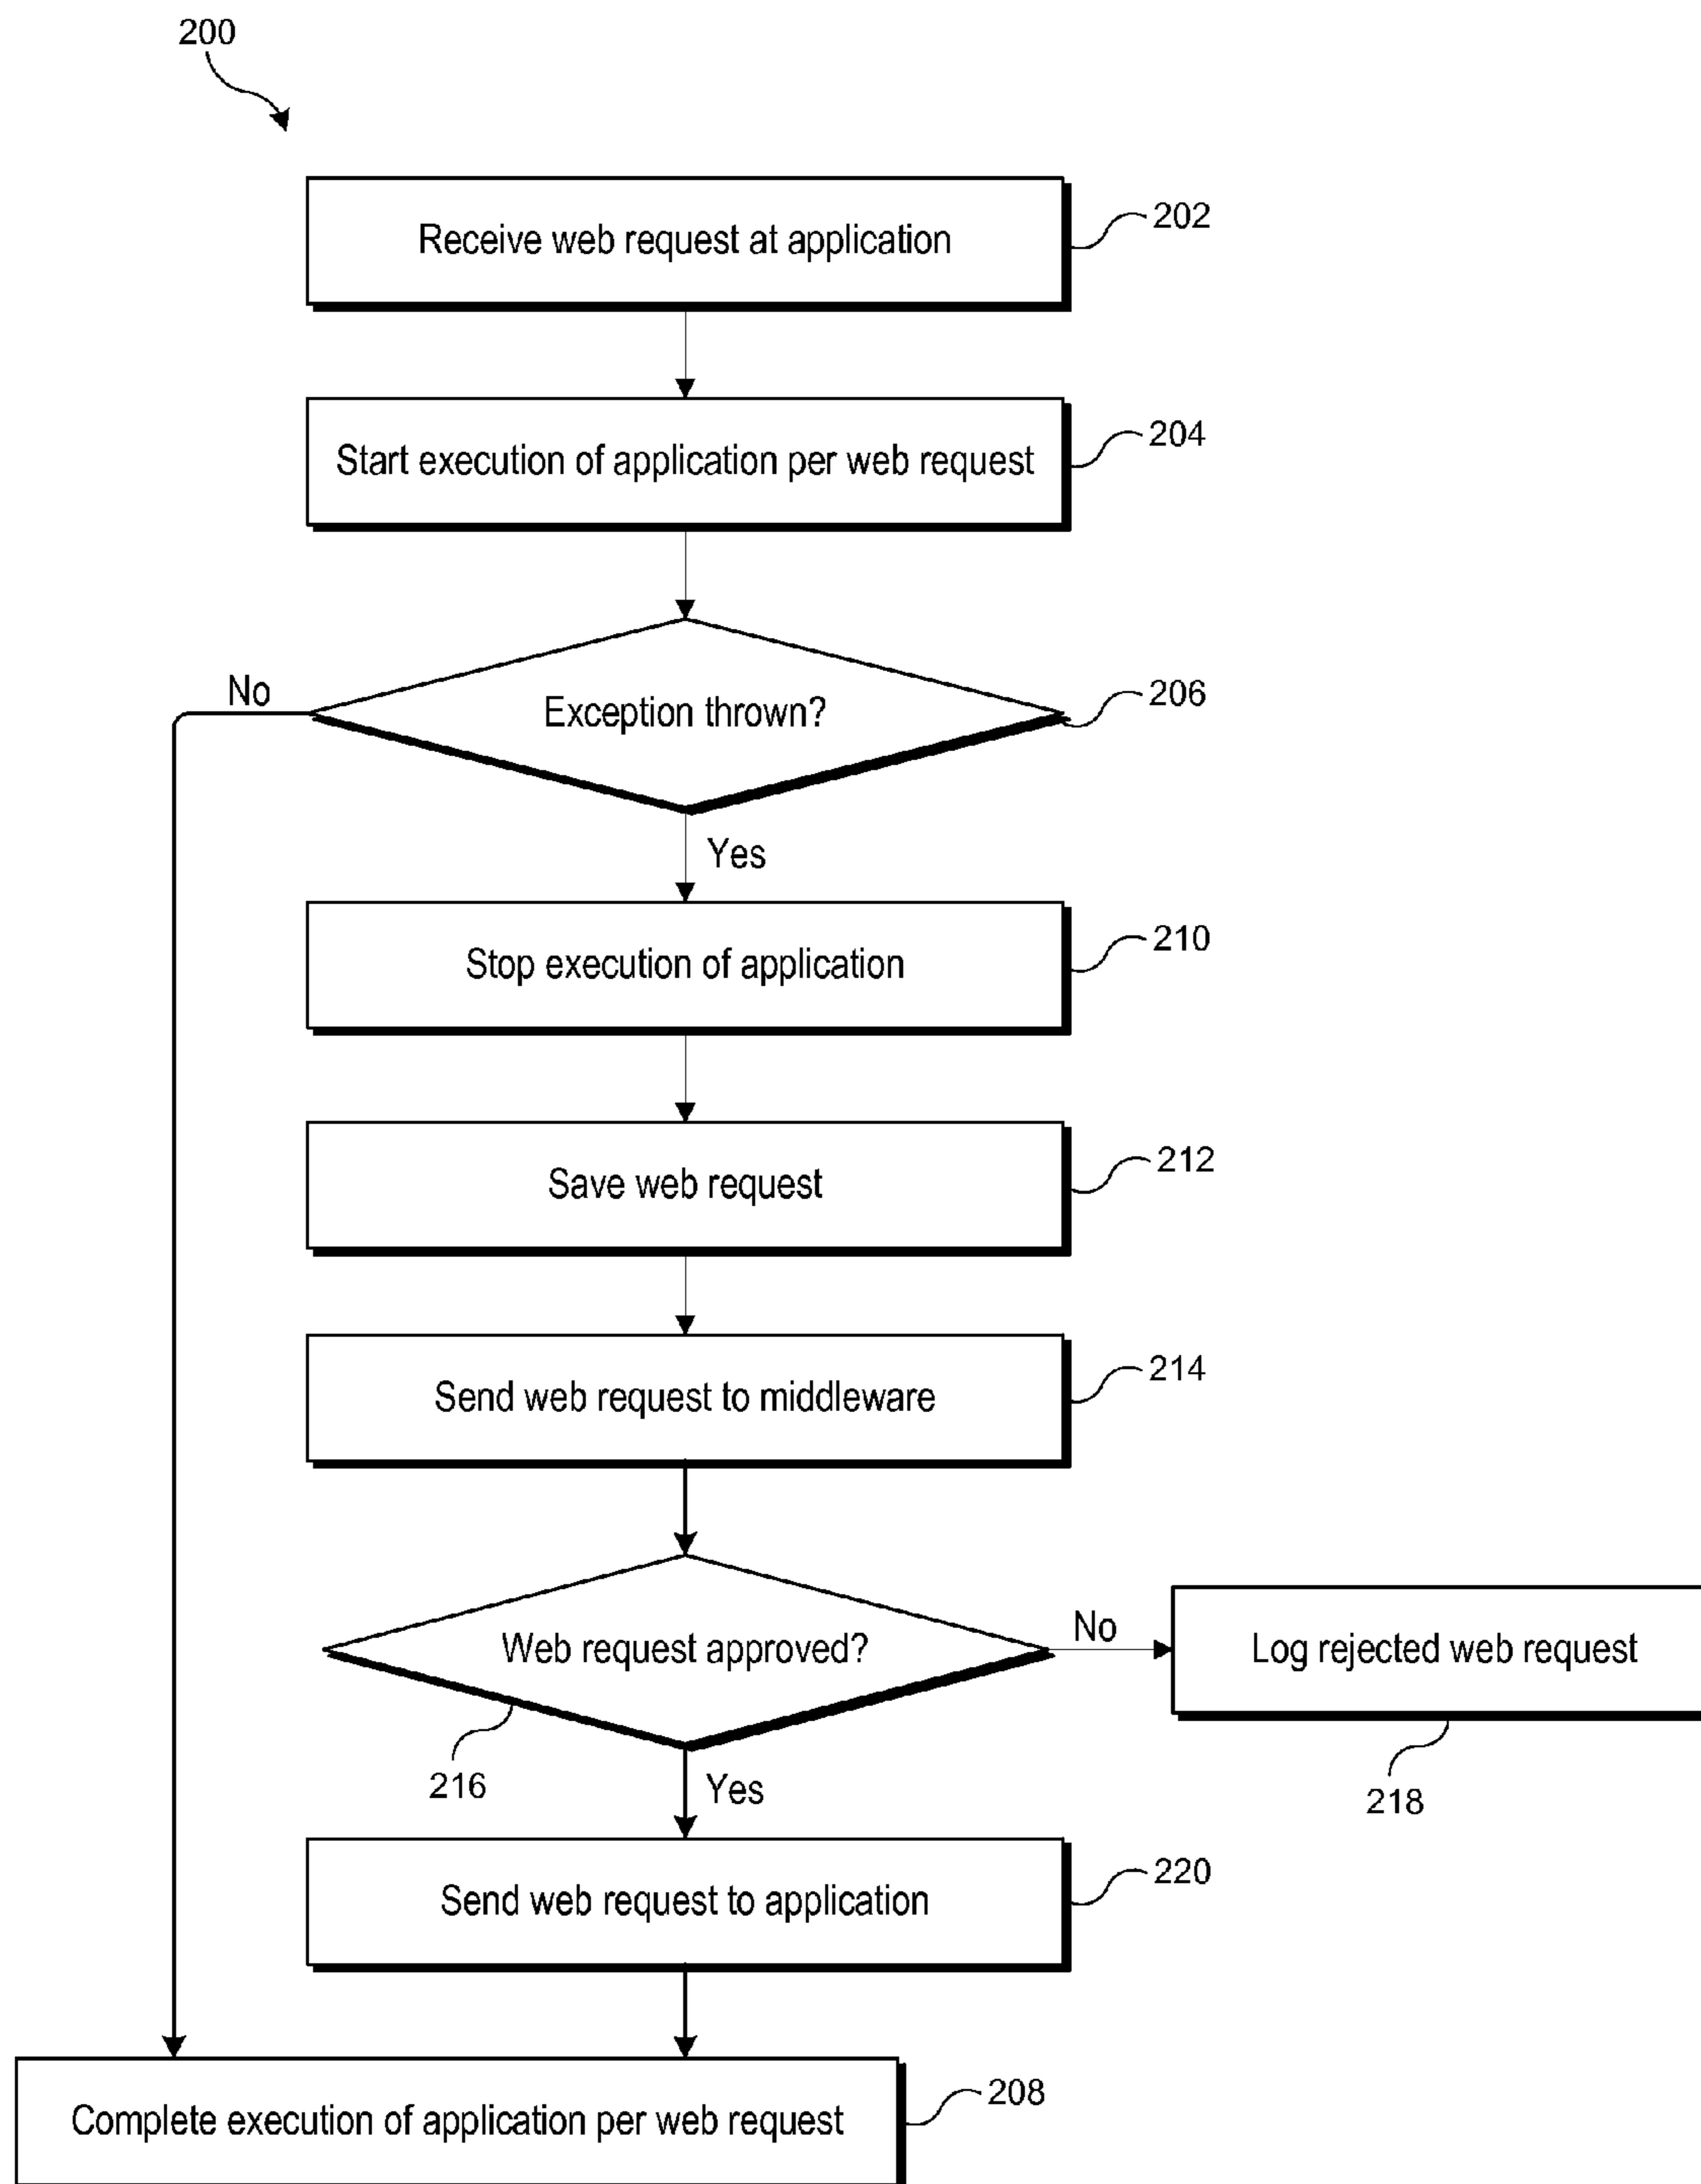 200
Receive web request at application
202
Start execution of application per web request
204
Exception thrown?
206
No
Yes
Stop execution of application
210
Save web request
212
Send web request to middleware
214
Web request approved?
216
No
Log rejected web request
218
Yes
Send web request to application
220
Complete execution of application per web request
208